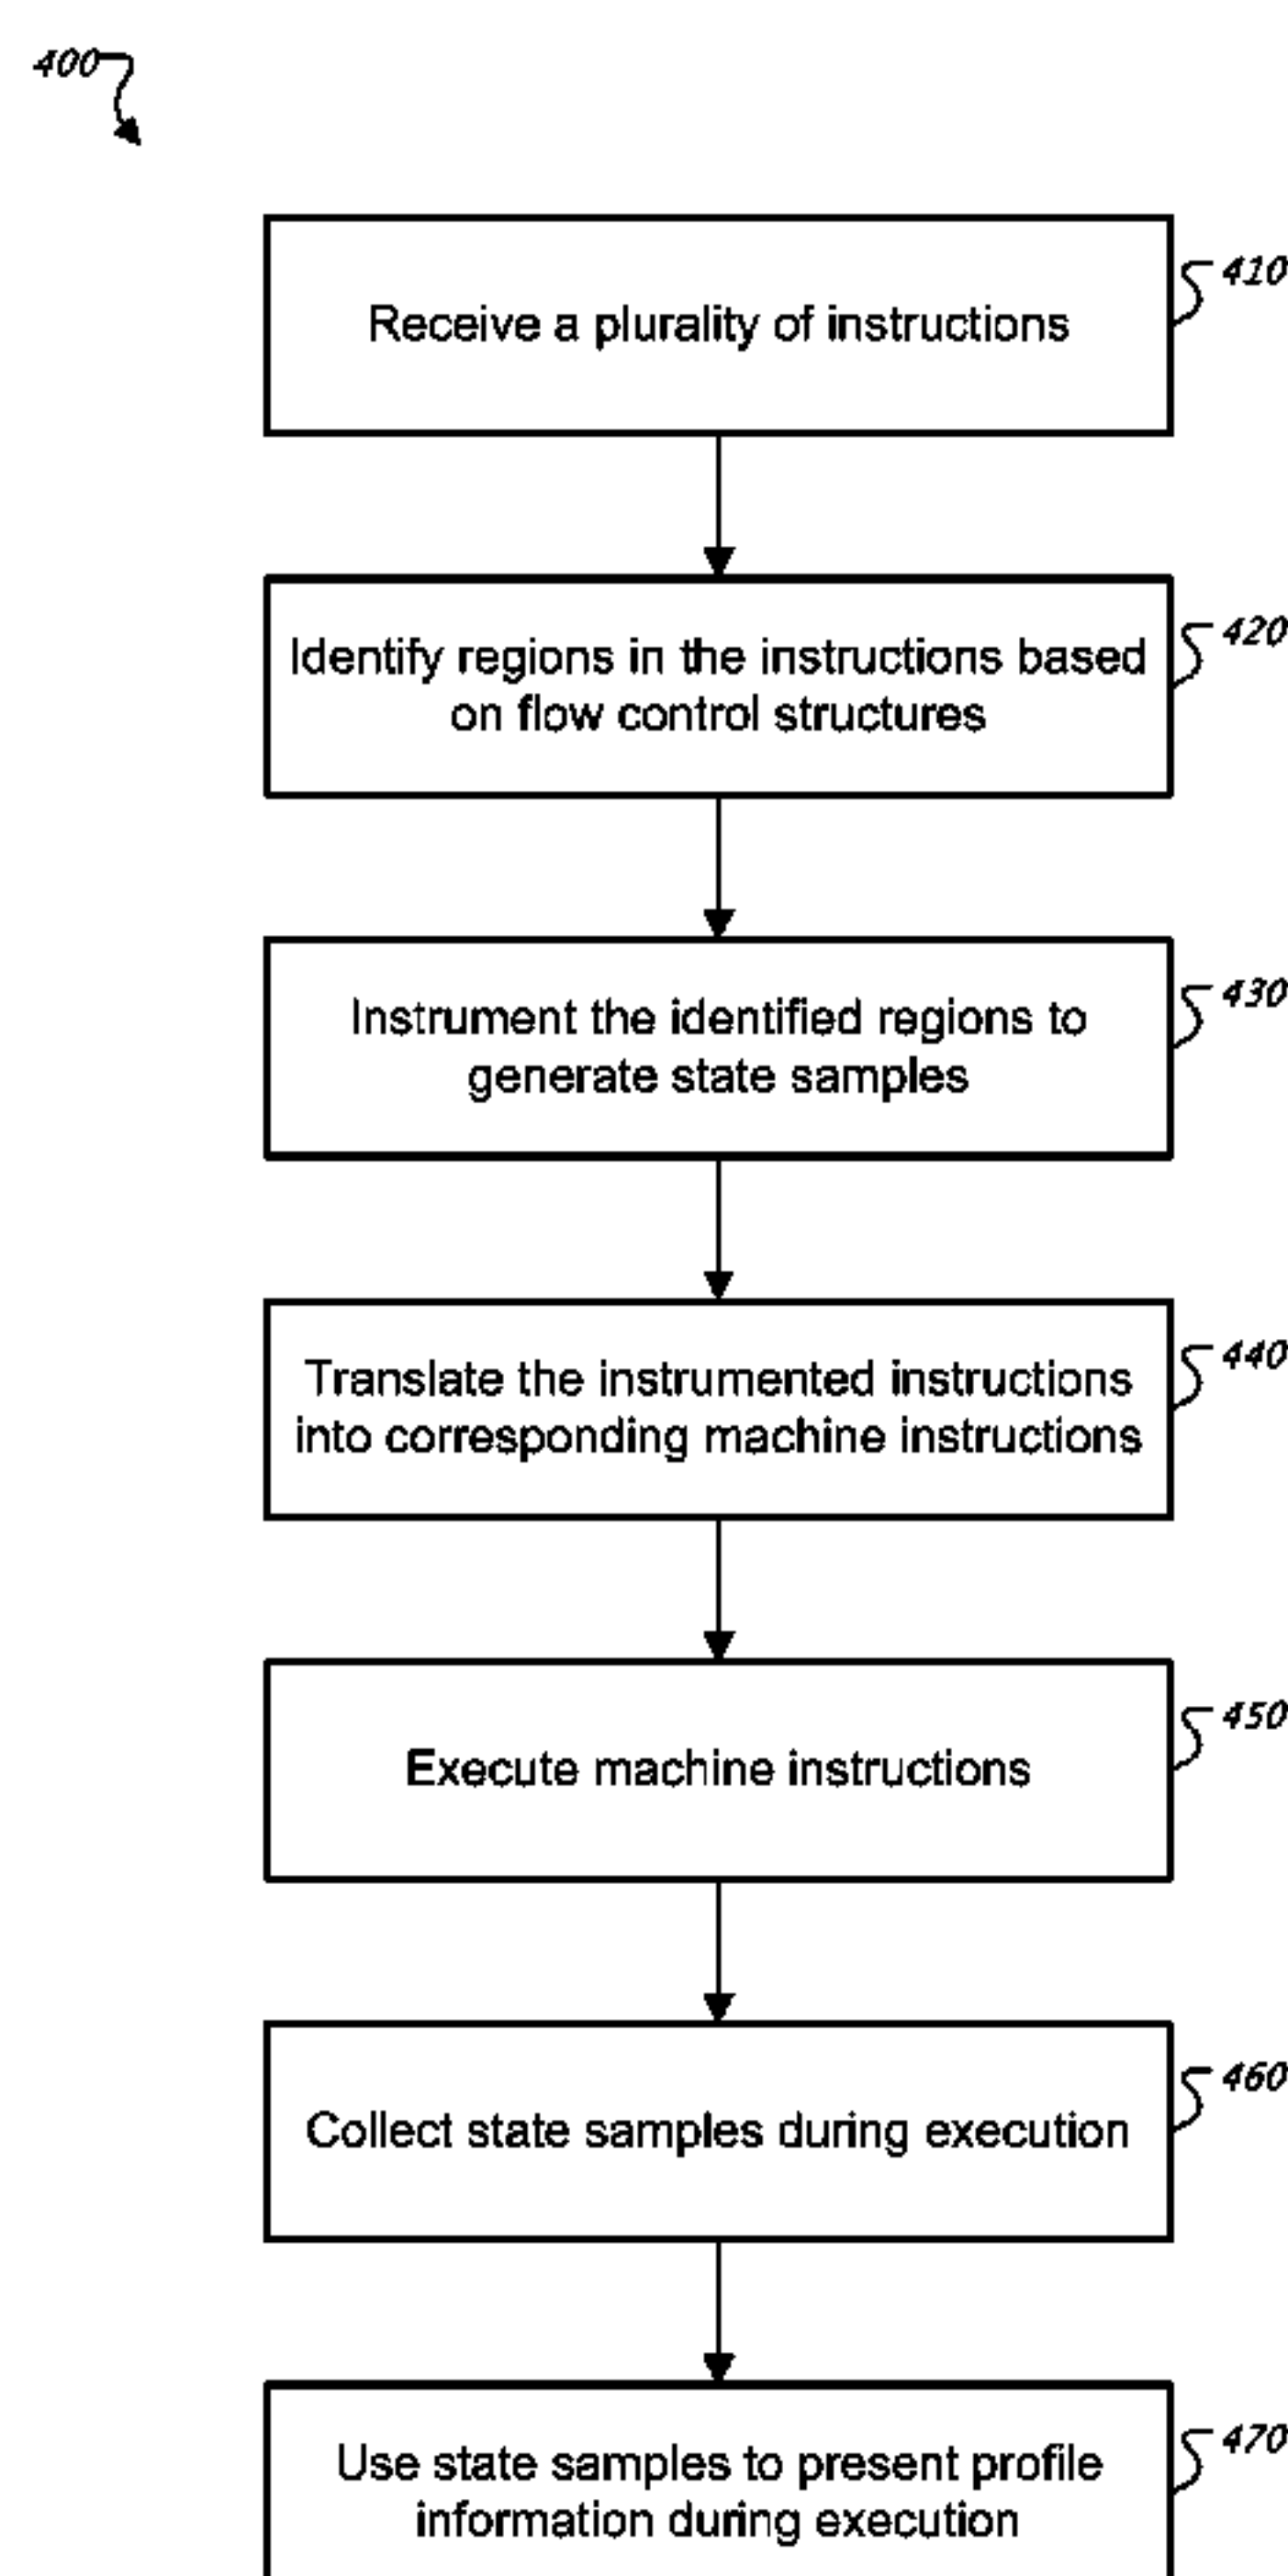 400
Receive a plurality of instructions
410
Identify regions in the instructions based
on flow control structures
420
Instrument the identified regions to
generate state samples
430
Translate the instrumented instructions
into corresponding machine instructions
440
Execute machine instructions
450
Collect state samples during execution
460
Use state samples to present profile
information during execution
470